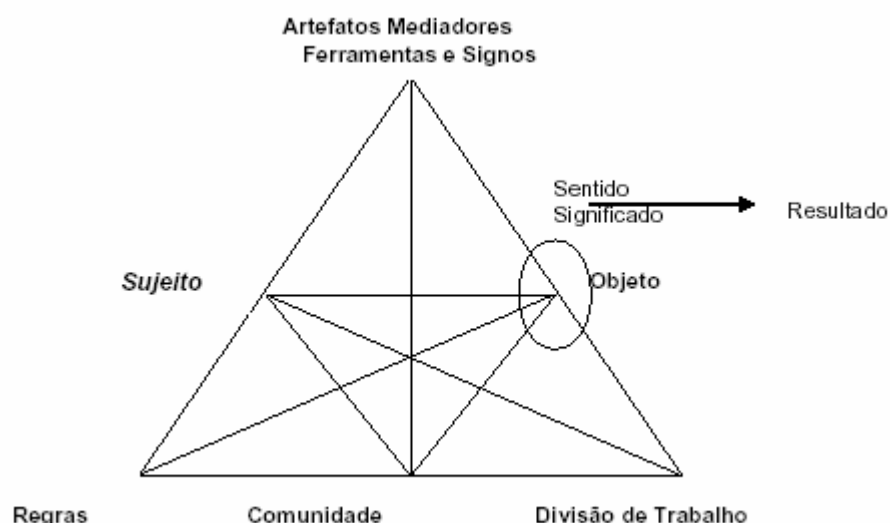 Artefatos Mediadores
Ferramentas e Signos
Sentido
Significado
Resultado
Sujeito
Objeto
Regras Comunidade Divisão de Trabalho